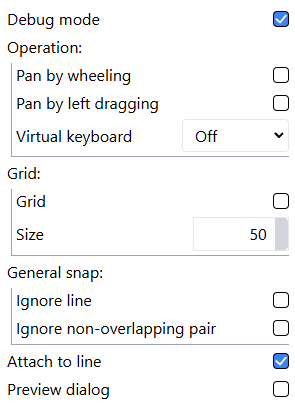 Debug mode
Operation:
Pan by wheeling
Pan by left dragging
Virtual keyboard Off
Grid:
Grid
Size 50
General snap:
Ignore line
Ignore non-overlapping pair
Attach to line
Preview dialog